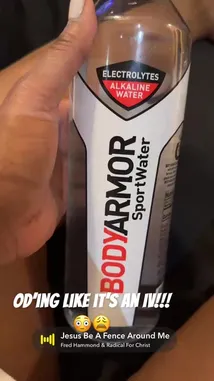 ELECTROLYTES
ALKALINE
WATER
BODYARMOR
SportWater
OD'ING LIKE IT'S AN IV!!!
😳😩
Jesus Be A Fence Around Me
Fred Hammond & Radical For Christ